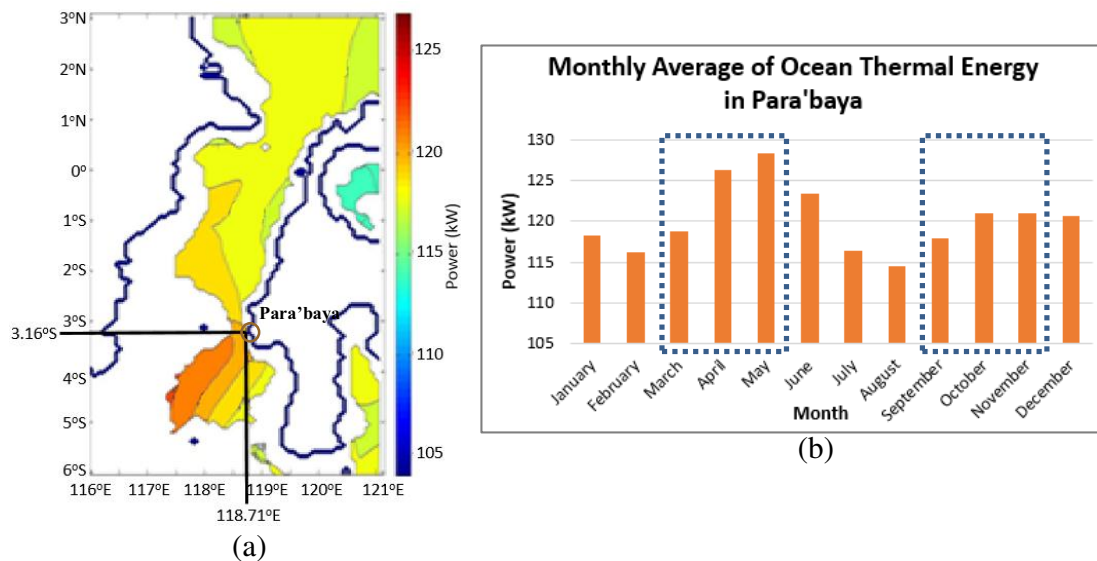 3ºN
2ºN
1ºN
0º
1ºS
2ºS
3ºS
3.16ºS
4ºS
5ºS
6ºS
116ºE 117ºE 118ºE 119ºE 120ºE 121ºE
118.71ºE
Para’baya
125
120
115
110
105
Power (kW)
(a)
Monthly Average of Ocean Thermal Energy
in Para'baya
130
125
120
115
110
105
Power (kW)
January February March April May June July August September October November December
Month
(b)